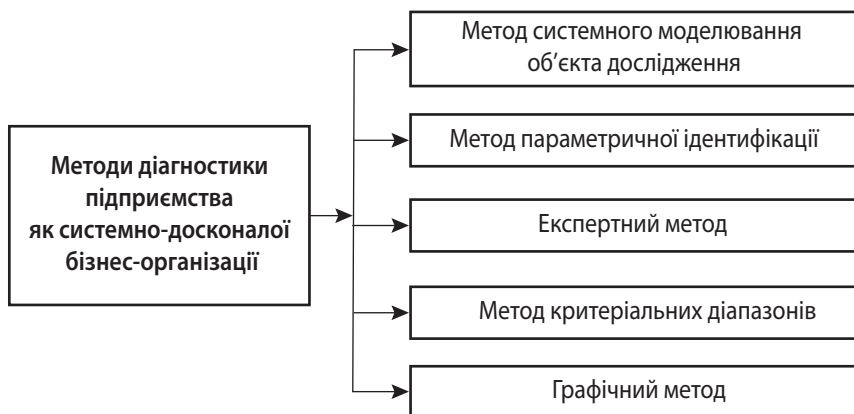 Методи діагностики
підприємства
як системно-досконалої
бізнес-організації
Метод системного моделювання
об’єкта дослідження
Метод параметричної ідентифікації
Експертний метод
Метод критеріальних діапазонів
Графічний метод